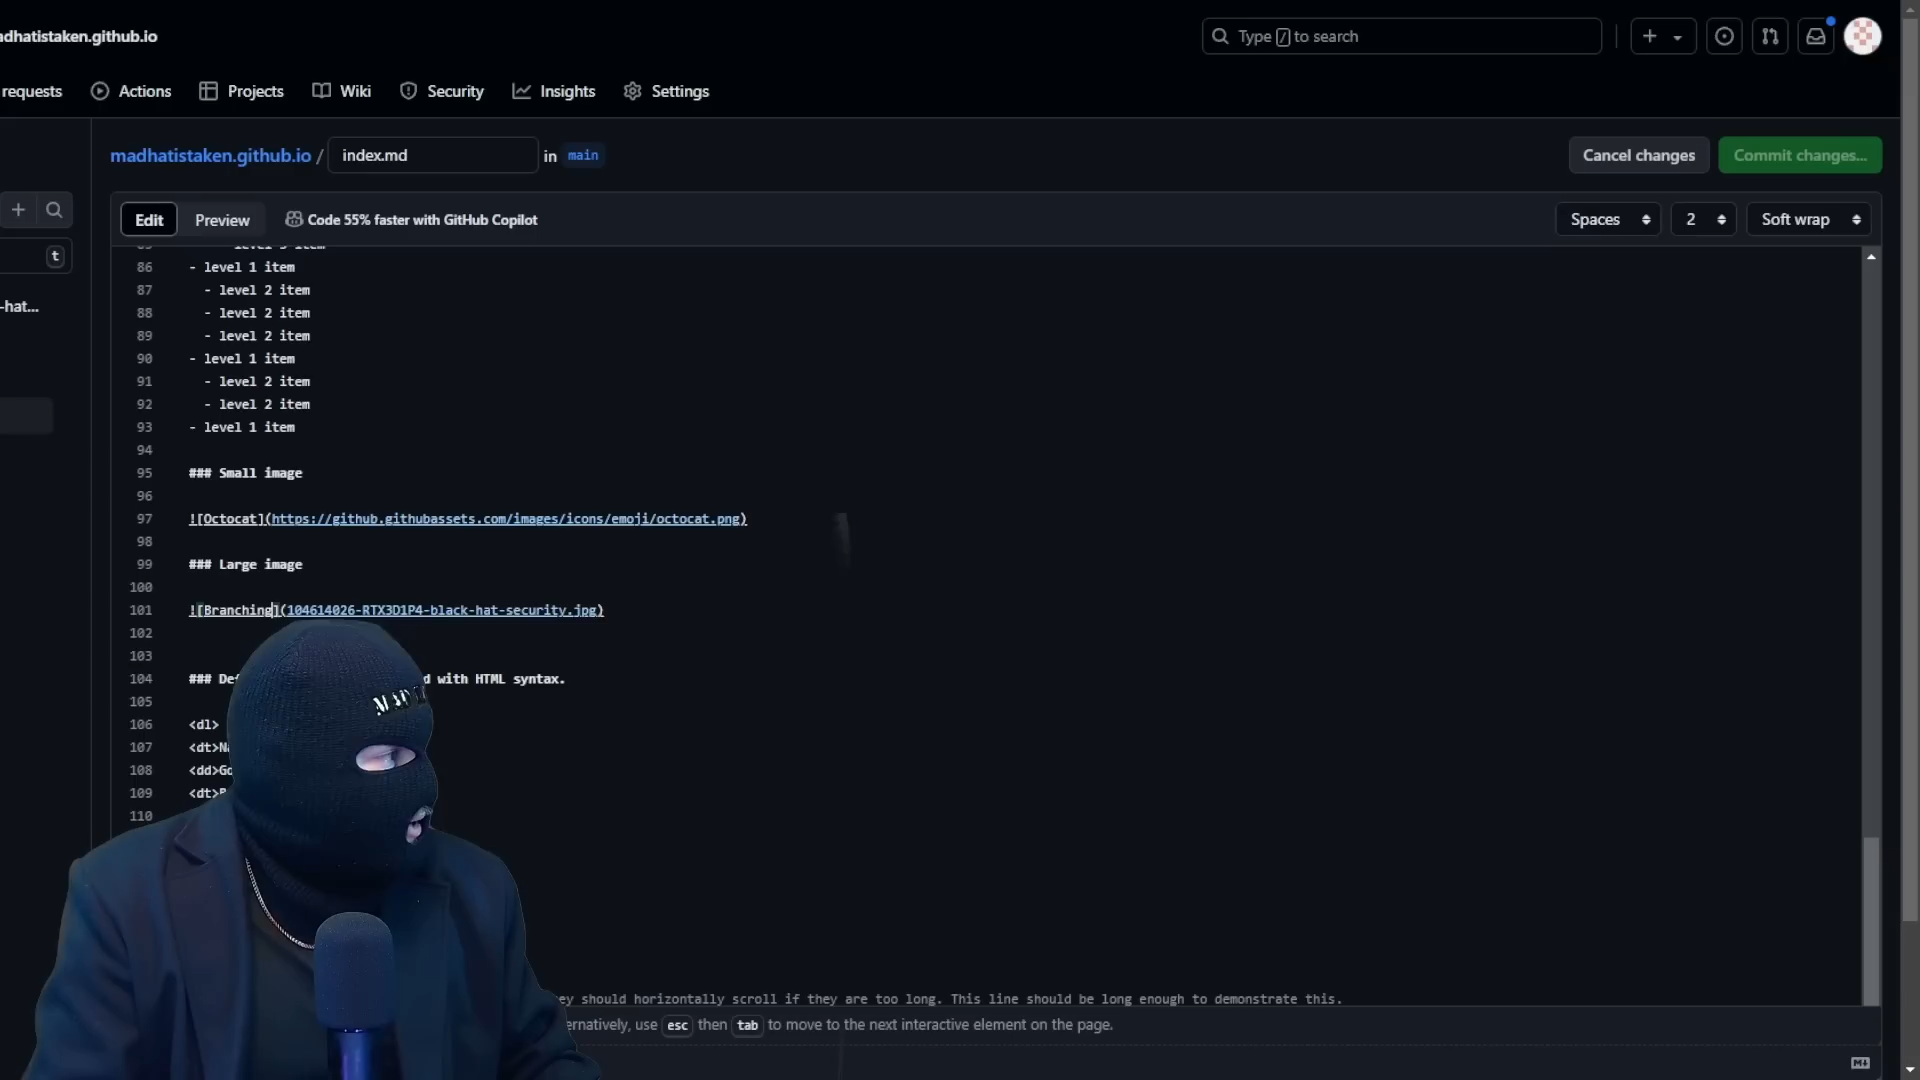 adhatistaken.github.io
Type / to search
requests
Actions
Projects
Wiki
Security
Insights
Settings
madhatistaken.github.io / index.md in main
Cancel changes
Commit changes...
Edit
Preview
Code 55% faster with GitHub Copilot
Spaces
2
Soft wrap
t
-hat...
86 - level 1 item
87 - level 2 item
88 - level 2 item
89 - level 2 item
90 - level 1 item
91 - level 2 item
92 - level 2 item
93 - level 1 item
94
95 ### Small image
96
97 ![Octocat](https://github.githubassets.com/images/icons/emoji/octocat.png)
98
99 ### Large image
100
101 ![Branching](104614026-RTX3D1P4-black-hat-security.jpg)
102
103
104 ### De d with HTML syntax.
105
106 <dl>
107 <dt>Na
108 <dd>Go
109 <dt>
110
ey should horizontally scroll if they are too long. This line should be long enough to demonstrate this.
ernatively, use esc then tab to move to the next interactive element on the page.